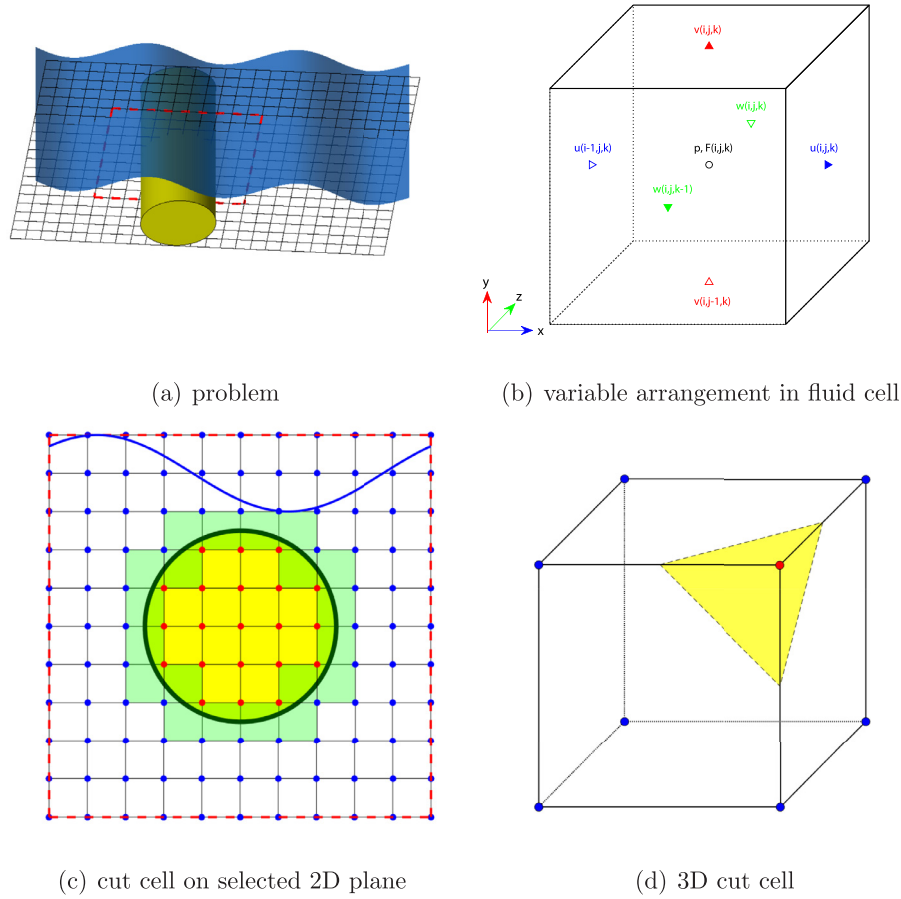 v(i,j,k)
w(i,j,k)
u(i-1,j,k)
p, F(i,j,k)
u(i,j,k)
w(i,j,k-1)
v(i,j-1,k)
y
z
x
(a) problem
(b) variable arrangement in fluid cell
(c) cut cell on selected 2D plane
(d) 3D cut cell